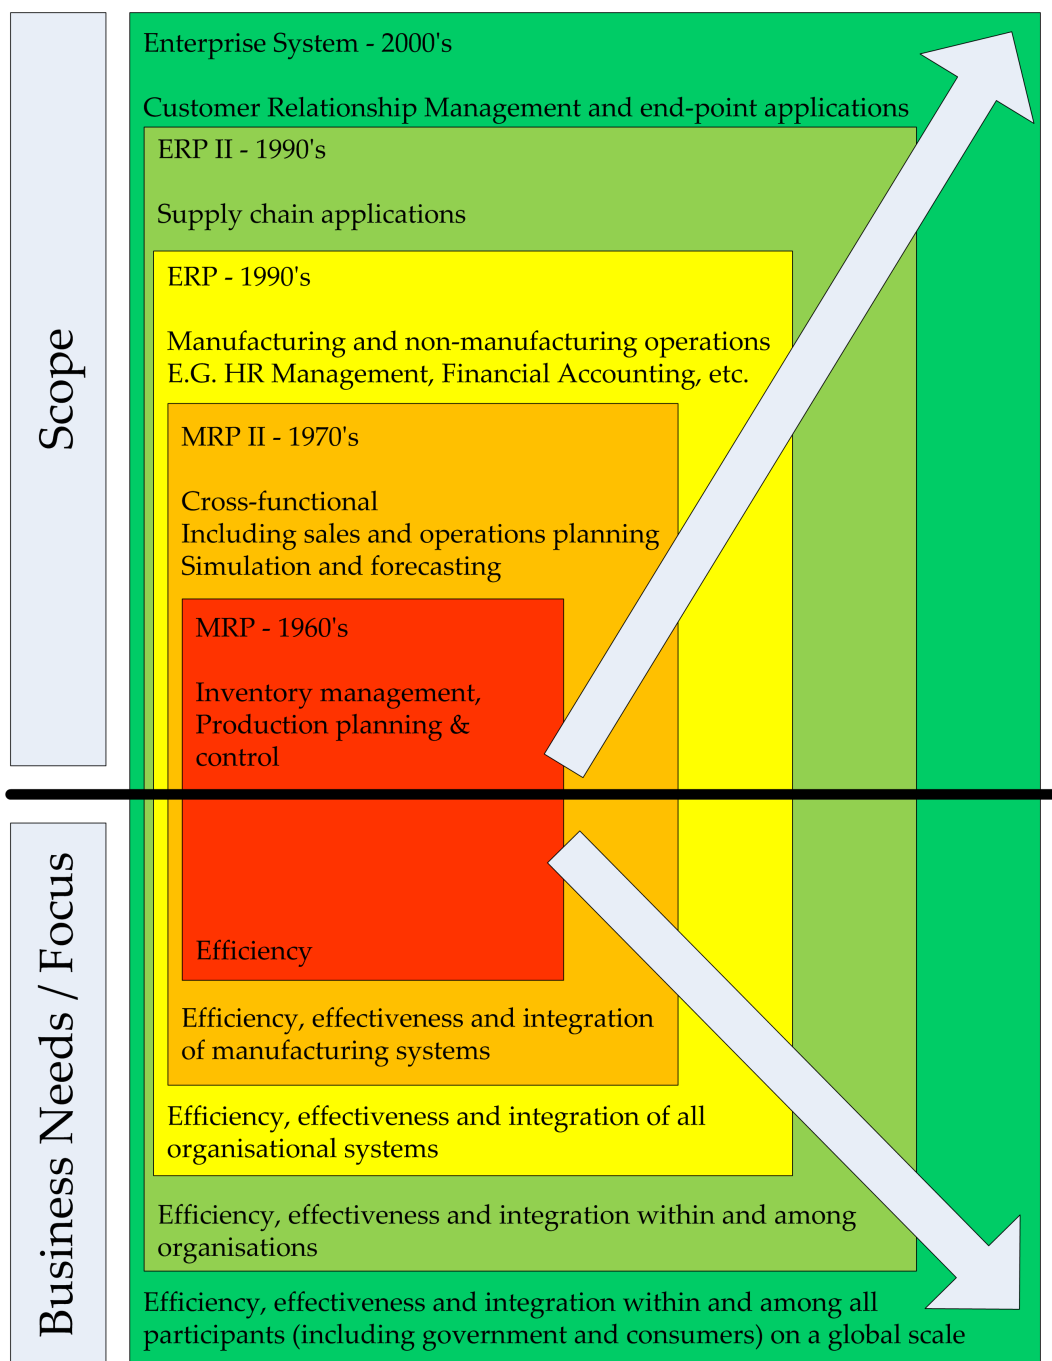 Scope
Enterprise System - 2000's
Customer Relationship Management and end-point applications
ERP II - 1990's
Supply chain applications
ERP - 1990's
Manufacturing and non-manufacturing operations
E.G. HR Management, Financial Accounting, etc.
MRP II - 1970's
Cross-functional
Including sales and operations planning
Simulation and forecasting
MRP - 1960's
Inventory management,
Production planning &
control
Business Needs / Focus
Efficiency
Efficiency, effectiveness and integration
of manufacturing systems
Efficiency, effectiveness and integration of all
organisational systems
Efficiency, effectiveness and integration within and among
organisations
Efficiency, effectiveness and integration within and among all
participants (including government and consumers) on a global scale